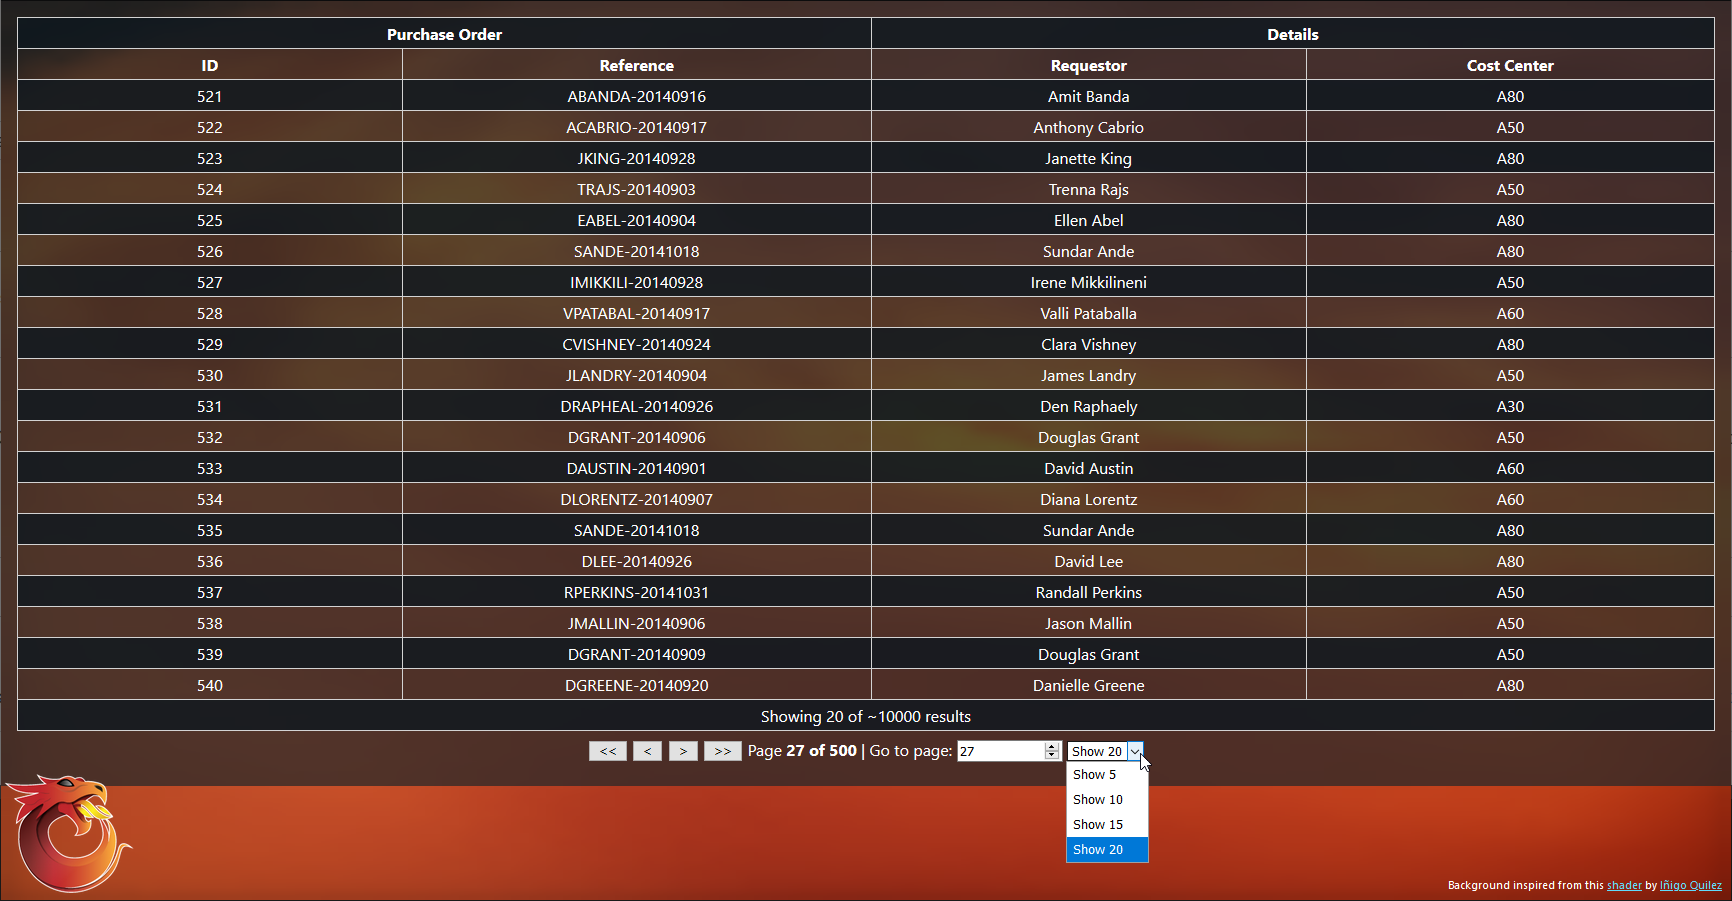 Purchase Order Details
ID Reference Requestor Cost Center
521 ABANDA-20140916 Amit Banda A80
522 ACABRIO-20140917 Anthony Cabrio A50
523 JKING-20140928 Janette King A80
524 TRAJS-20140903 Trenna Rajs A50
525 EABEL-20140904 Ellen Abel A80
526 SANDE-20141018 Sundar Ande A80
527 IMIKKILI-20140928 Irene Mikkilineni A50
528 VPATABAL-20140917 Valli Pataballa A60
529 CVISHNEY-20140924 Clara Vishney A80
530 JLANDRY-20140904 James Landry A50
531 DRAPHEAL-20140926 Den Raphaely A30
532 DGRANT-20140906 Douglas Grant A50
533 DAUSTIN-20140901 David Austin A60
534 DLORENTZ-20140907 Diana Lorentz A60
535 SANDE-20141018 Sundar Ande A80
536 DLEE-20140926 David Lee A80
537 RPERKINS-20141031 Randall Perkins A50
538 JMALLIN-20140906 Jason Mallin A50
539 DGRANT-20140909 Douglas Grant A50
540 DGREENE-20140920 Danielle Greene A80
Showing 20 of ~10000 results
<< < > >> Page 27 of 500 | Go to page: 27 Show 20
Show 5
Show 10
Show 15
Show 20
Background inspired from this shader by Iñigo Quilez